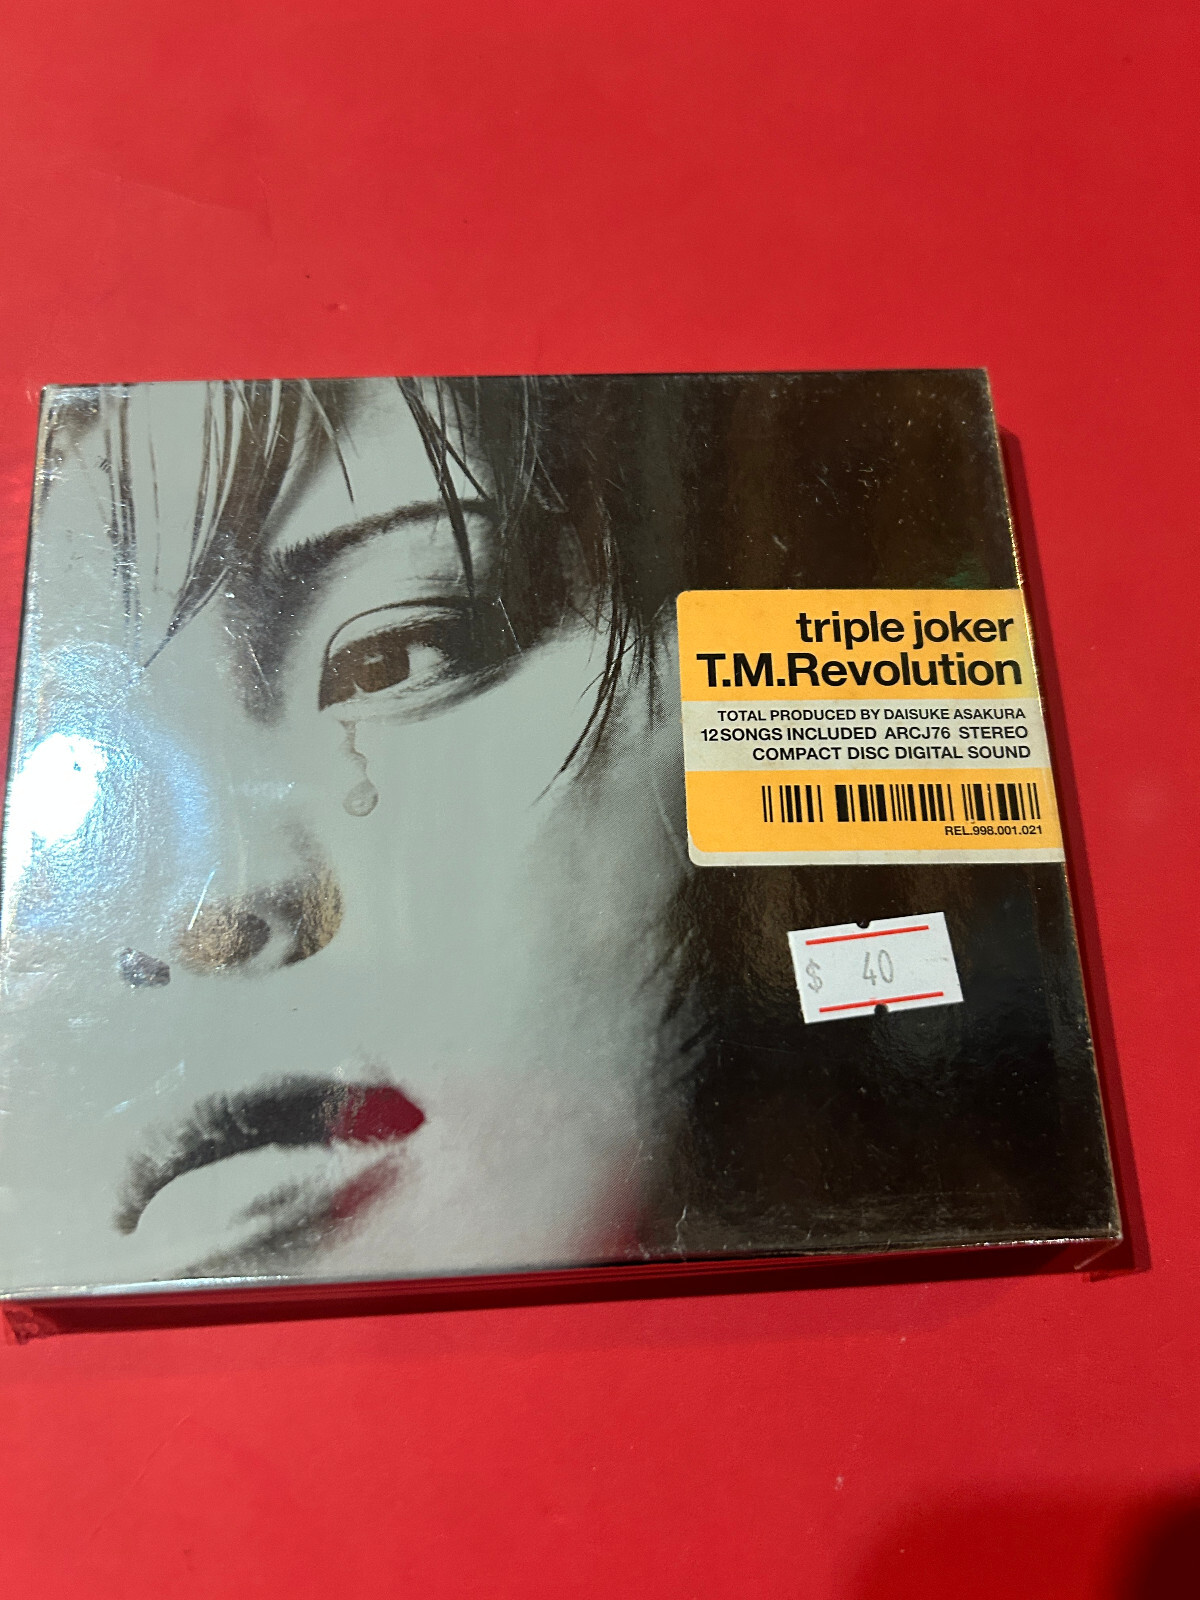 triple joker
T.M.Revolution
TOTAL PRODUCED BY DAISUKE ASAKURA
12 SONGS INCLUDED ARCJ76 STEREO
COMPACT DISC DIGITAL SOUND
REL.998.001.021
$ 40